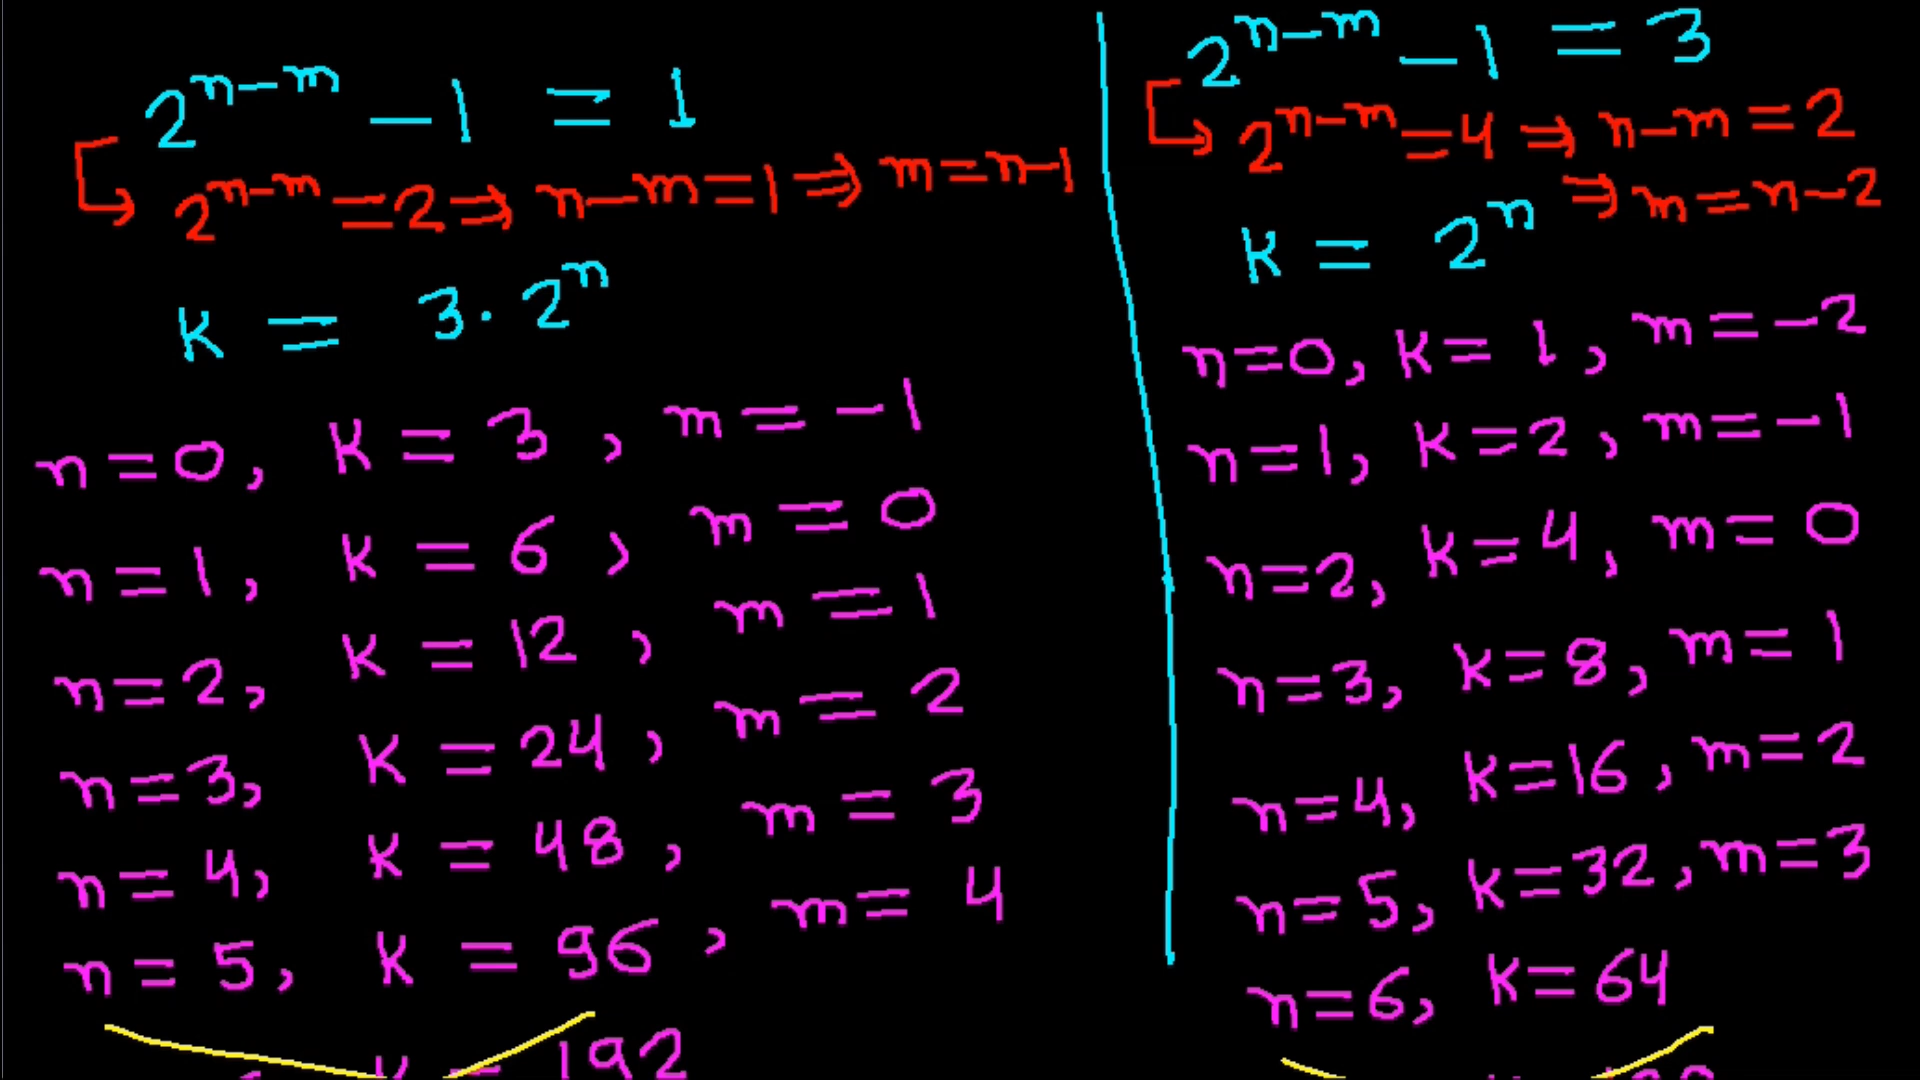 2^{n-m} - 1 = 1
2^{n-m} = 2 ⇒ n-m = 1 ⇒ m = n-1
K = 3 · 2^n
n=0, K = 3, m = -1
n=1, K = 6, m = 0
n=2, K = 12, m = 1
n=3, K = 24, m = 2
n=4, K = 48, m = 3
n=5, K = 96, m = 4
192
2^{n-m} - 1 = 3
2^{n-m} = 4 ⇒ n-m = 2
⇒ m = n-2
K = 2^n
n=0, K = 1, m = -2
n=1, K = 2, m = -1
n=2, K = 4, m = 0
n=3, K = 8, m = 1
n=4, K = 16, m = 2
n=5, K = 32, m = 3
n=6, K = 64